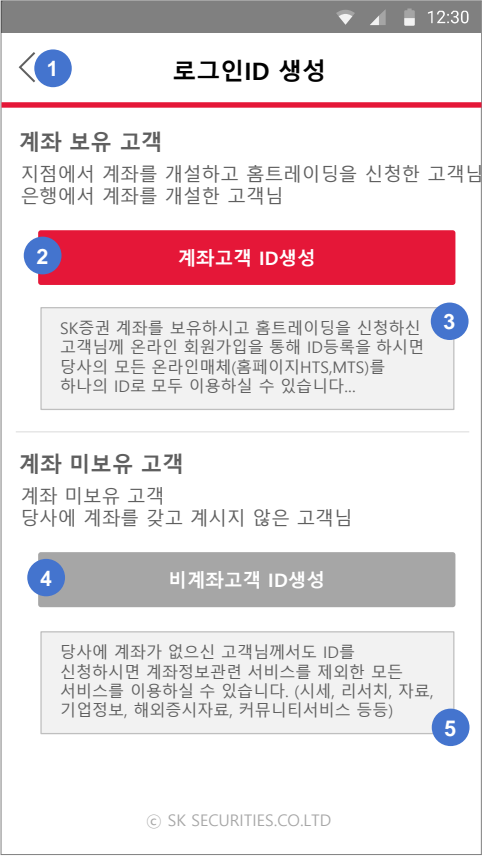 12:30
1
로그인ID 생성
계좌 보유 고객
지점에서 계좌를 개설하고 홈트레이딩을 신청한 고객님
은행에서 계좌를 개설한 고객님
2
계좌고객 ID생성
3
SK증권 계좌를 보유하시고 홈트레이딩을 신청하신
고객님께 온라인 회원가입을 통해 ID등록을 하시면
당사의 모든 온라인매체(홈페이지HTS,MTS)를
하나의 ID로 모두 이용하실 수 있습니다...
계좌 미보유 고객
계좌 미보유 고객
당사에 계좌를 갖고 계시지 않은 고객님
4
비계좌고객 ID생성
당사에 계좌가 없으신 고객님께서도 ID를
신청하시면 계좌정보관련 서비스를 제외한 모든
서비스를 이용하실 수 있습니다. (시세, 리서치, 자료,
기업정보, 해외증시자료, 커뮤니티서비스 등등)
5
ⓒ SK SECURITIES.CO.LTD